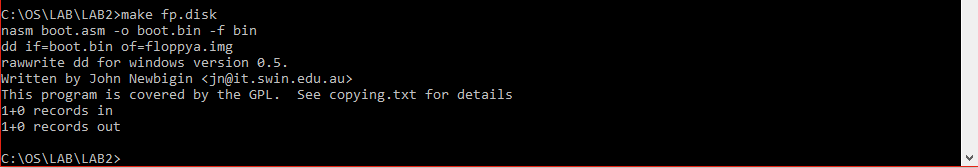 C:\OS\LAB\LAB2>make fp.disk
nasm boot.asm -o boot.bin -f bin
dd if=boot.bin of=floppya.img
rawwrite dd for windows version 0.5.
Written by John Newbigin <jn@it.swin.edu.au>
This program is covered by the GPL.  See copying.txt for details
1+0 records in
1+0 records out
C:\OS\LAB\LAB2>